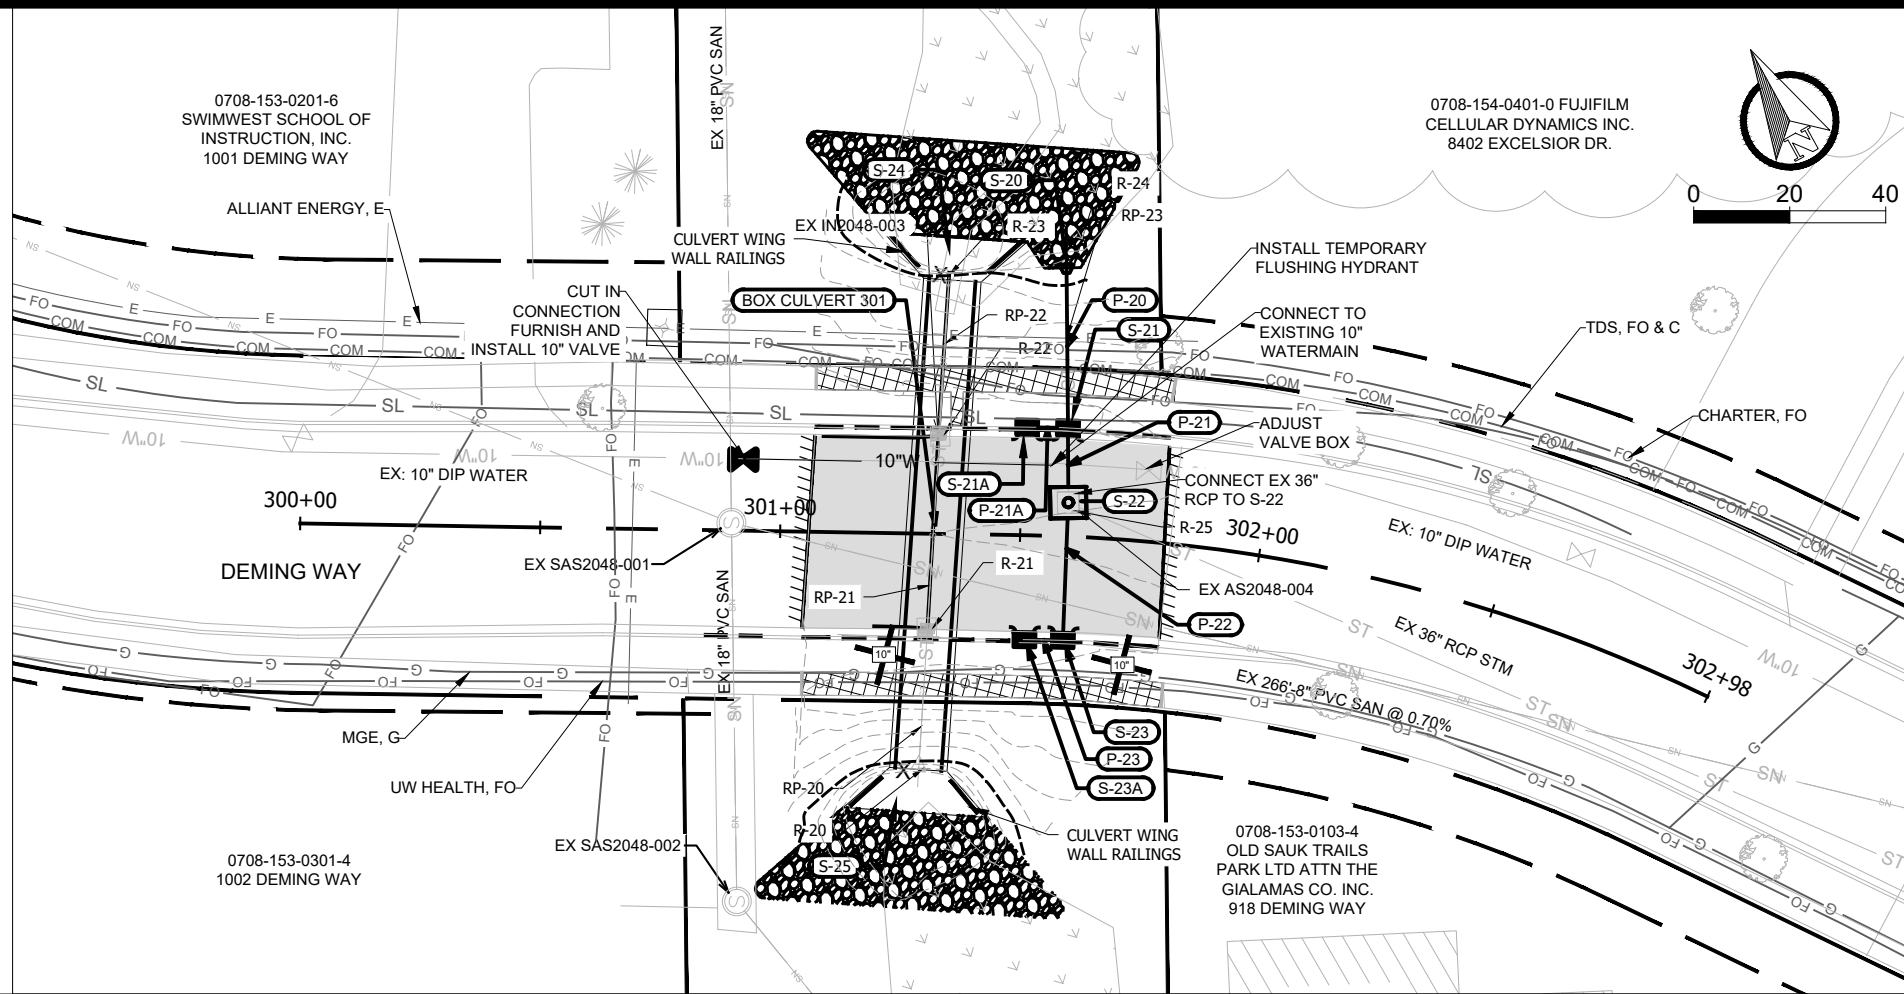 0708-153-0201-6
SWIMWEST SCHOOL OF
INSTRUCTION, INC.
1001 DEMING WAY
ALLIANT ENERGY, E
EX 18" PVC SAN
SN
0708-154-0401-0 FUJIFILM
CELLULAR DYNAMICS INC.
8402 EXCELSIOR DR.
N
0 20 40
S-24
S-20
R-24
RP-23
R-23
EX IN2048-003
CULVERT WING
WALL RAILINGS
BOX CULVERT 301
CUT IN
CONNECTION
FURNISH AND
INSTALL 10" VALVE
RP-22
R-22
P-20
S-21
INSTALL TEMPORARY
FLUSHING HYDRANT
CONNECT TO
EXISTING 10"
WATERMAIN
TDS, FO & C
CHARTER, FO
P-21
ADJUST
VALVE BOX
S-21A
P-21A
S-22
CONNECT EX 36"
RCP TO S-22
R-25
10"W
EX: 10" DIP WATER
300+00
301+00
302+00
302+98
EX: 10" DIP WATER
DEMING WAY
EX SAS2048-001
EX 18" PVC SAN
RP-21
R-21
EX AS2048-004
P-22
EX 36" RCP STM
EX 266'-8" PVC SAN @ 0.70%
10"
10"
MGE, G
UW HEALTH, FO
S-23
P-23
S-23A
RP-20
R-20
S-25
EX SAS2048-002
CULVERT WING
WALL RAILINGS
0708-153-0301-4
1002 DEMING WAY
0708-153-0103-4
OLD SAUK TRAILS
PARK LTD ATTN THE
GIALAMAS CO. INC.
918 DEMING WAY
E
FO
COM
SL
10"W
ST
SN
G
FO